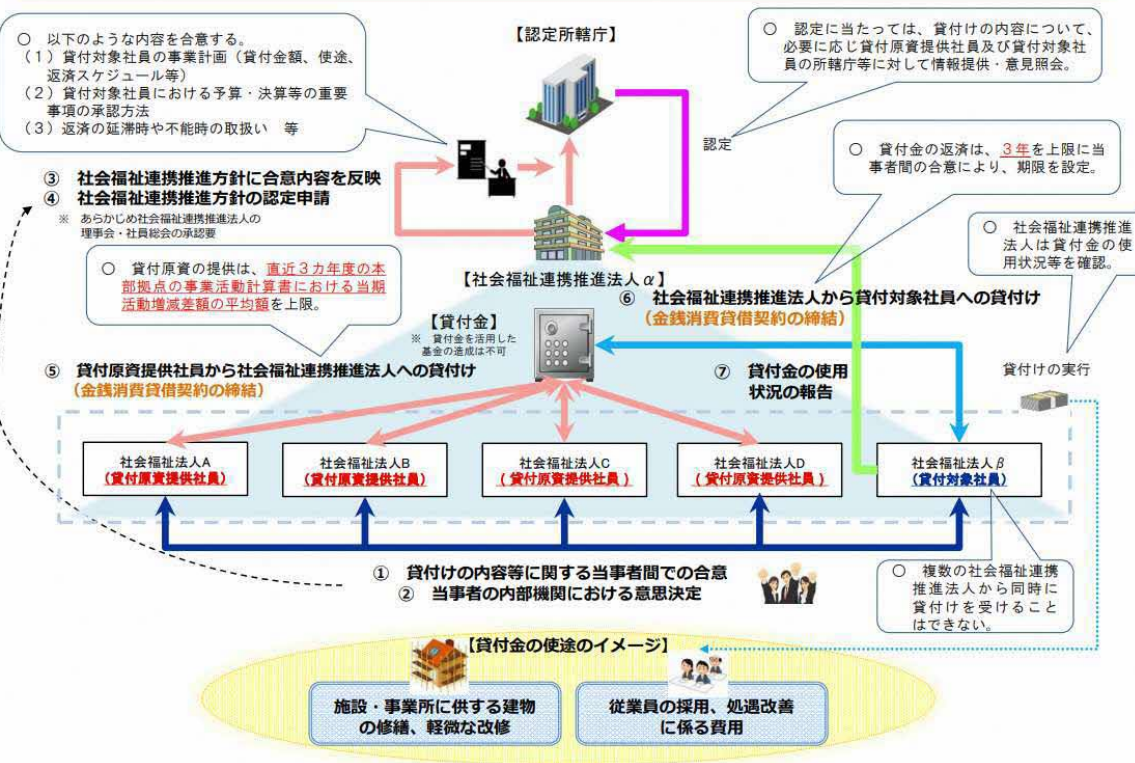 ○ 以下のような内容を合意する。
(1)貸付対象社員の事業計画(貸付金額、使途、
返済スケジュール等)
(2)貸付対象社員における予算・決算等の重要
事項の承認方法
(3)返済の延滞時や不能時の取扱い 等
【認定所轄庁】
○ 認定に当たっては、貸付けの内容について、
必要に応じ貸付原資提供社員及び貸付対象社
員の所轄庁等に対して情報提供・意見照会。
認定
○ 貸付金の返済は、3年を上限に当
事者間の合意により、期限を設定。
③ 社会福祉連携推進方針に合意内容を反映
④ 社会福祉連携推進方針の認定申請
※ あらかじめ社会福祉連携推進法人の
理事会・社員総会の承認要
○ 社会福祉連携推進
法人は貸付金の使
用状況等を確認。
○ 貸付原資の提供は、直近3カ年度の本
部拠点の事業活動計算書における当期
活動増減差額の平均額を上限。
【社会福祉連携推進法人α】
⑥ 社会福祉連携推進法人から貸付対象社員への貸付け
(金銭消費貸借契約の締結)
【貸付金】
※ 貸付金を活用した
基金の造成は不可
⑤ 貸付原資提供社員から社会福祉連携推進法人への貸付け
(金銭消費貸借契約の締結)
⑦ 貸付金の使用
状況の報告
貸付けの実行
社会福祉法人A
(貸付原資提供社員)
社会福祉法人B
(貸付原資提供社員)
社会福祉法人C
(貸付原資提供社員)
社会福祉法人D
(貸付原資提供社員)
社会福祉法人β
(貸付対象社員)
① 貸付けの内容等に関する当事者間での合意
② 当事者の内部機関における意思決定
○ 複数の社会福祉連携
推進法人から同時に
貸付けを受けること
はできない。
【貸付金の使途のイメージ】
施設・事業所に供する建物
の修繕、軽微な改修
従業員の採用、処遇改善
に係る費用